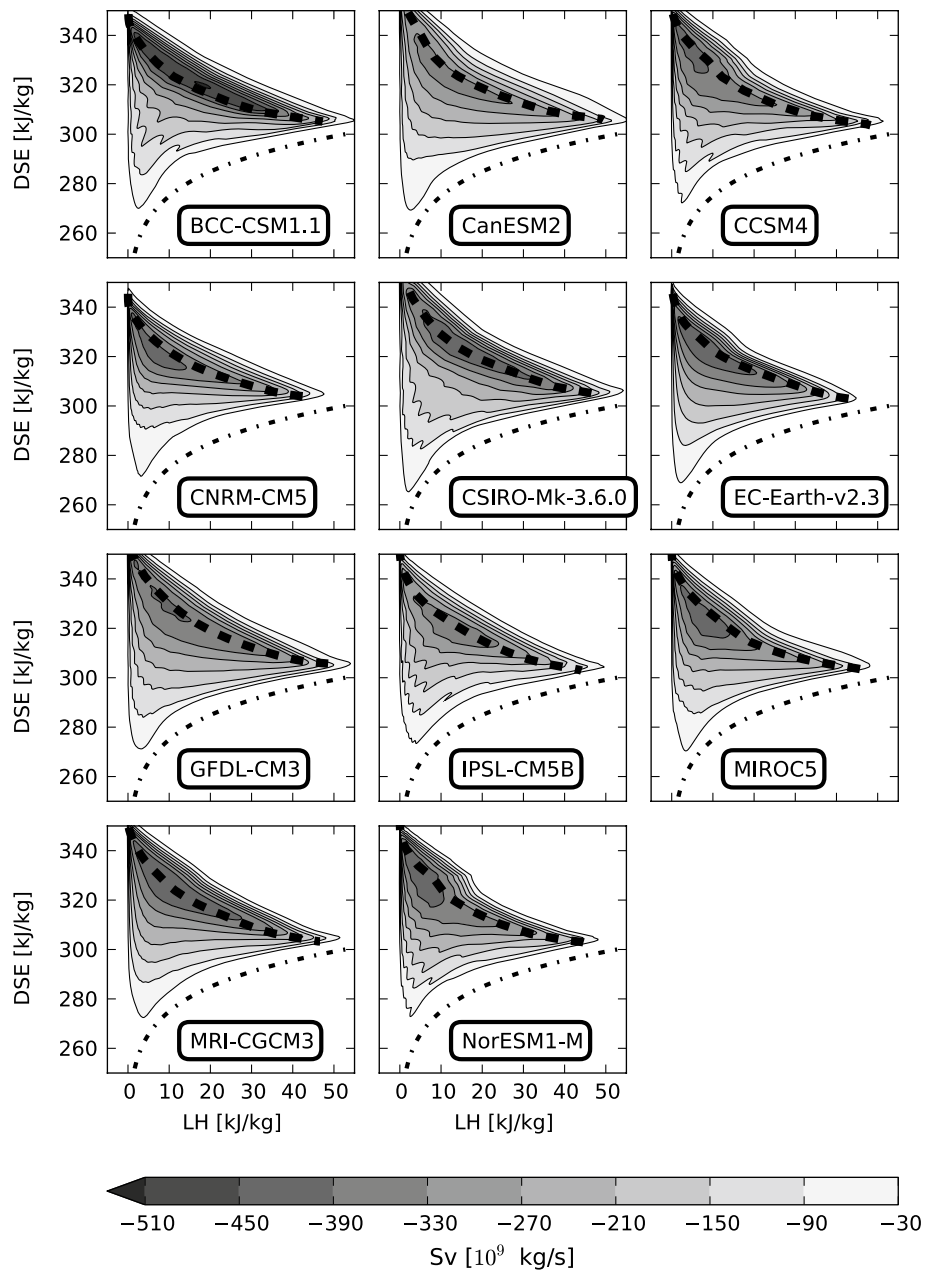 340
320
300
280
260
DSE [kJ/kg]
BCC-CSM1.1
CanESM2
CCSM4
340
320
300
280
260
DSE [kJ/kg]
CNRM-CM5
CSIRO-Mk-3.6.0
EC-Earth-v2.3
340
320
300
280
260
DSE [kJ/kg]
GFDL-CM3
IPSL-CM5B
MIROC5
340
320
300
280
260
DSE [kJ/kg]
MRI-CGCM3
NorESM1-M
0 10 20 30 40 50
0 10 20 30 40 50
LH [kJ/kg]
LH [kJ/kg]
−510 −450 −390 −330 −270 −210 −150 −90 −30
Sv [10⁹ kg/s]